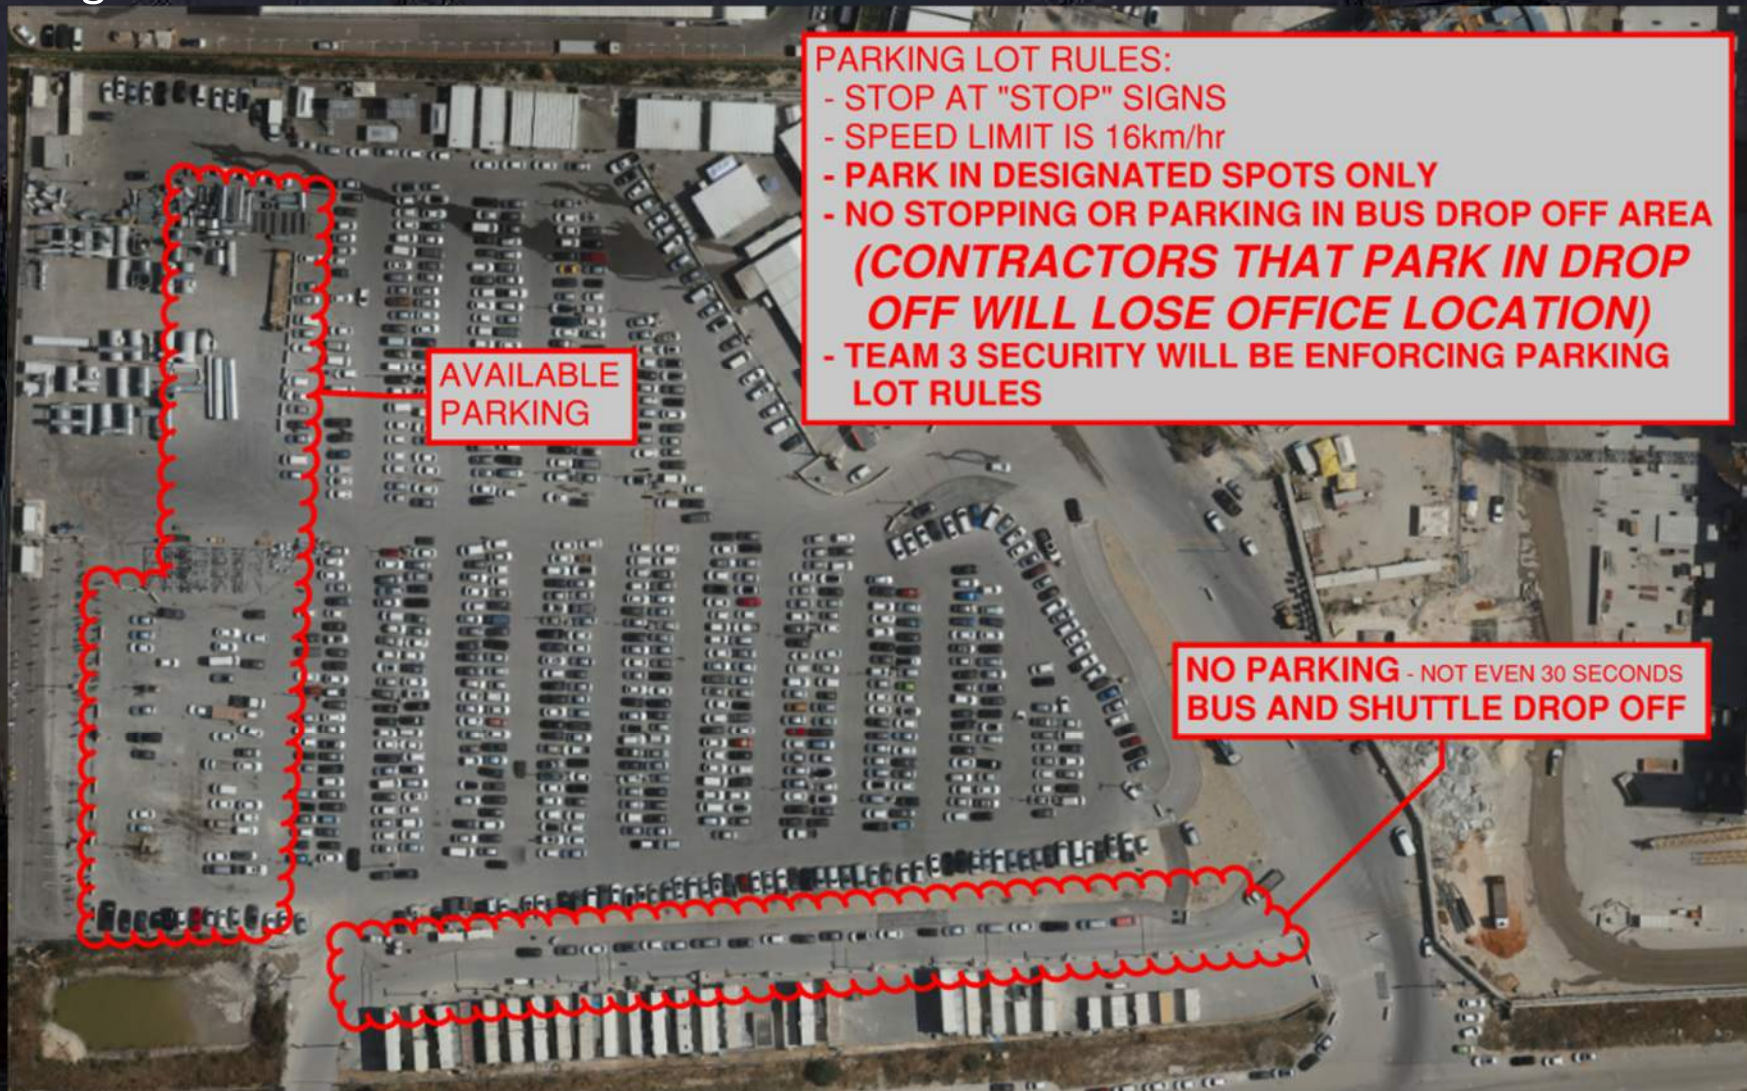 PARKING LOT RULES:
- STOP AT "STOP" SIGNS
- SPEED LIMIT IS 16km/hr
- PARK IN DESIGNATED SPOTS ONLY
- NO STOPPING OR PARKING IN BUS DROP OFF AREA
(CONTRACTORS THAT PARK IN DROP
OFF WILL LOSE OFFICE LOCATION)
- TEAM 3 SECURITY WILL BE ENFORCING PARKING
LOT RULES
AVAILABLE
PARKING
NO PARKING - NOT EVEN 30 SECONDS
BUS AND SHUTTLE DROP OFF